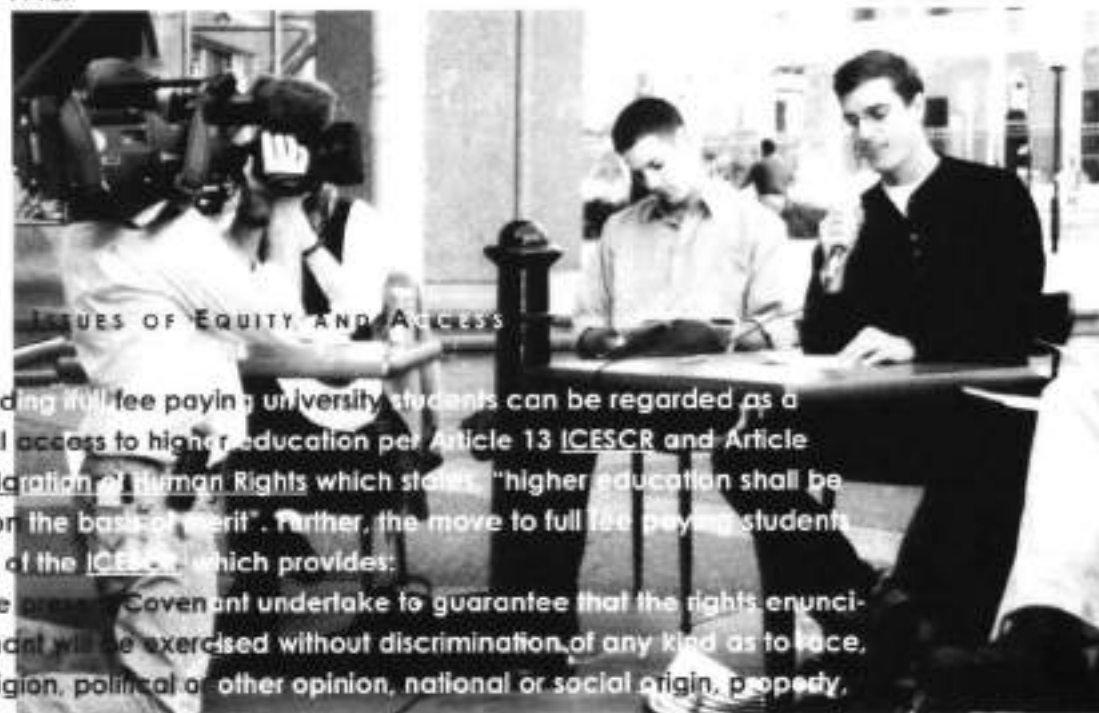 ISSUES OF EQUITY AND ACCESS
ding full fee paying university students can be regarded as a
l access to higher education per Article 13 ICESCR and Article
laration of Human Rights which states, "higher education shall be
on the basis of merit". Further, the move to full fee paying students
of the ICESCR which provides:
e present Covenant undertake to guarantee that the rights enunci-
nant will be exercised without discrimination of any kind as to race,
igion, political or other opinion, national or social origin, property,